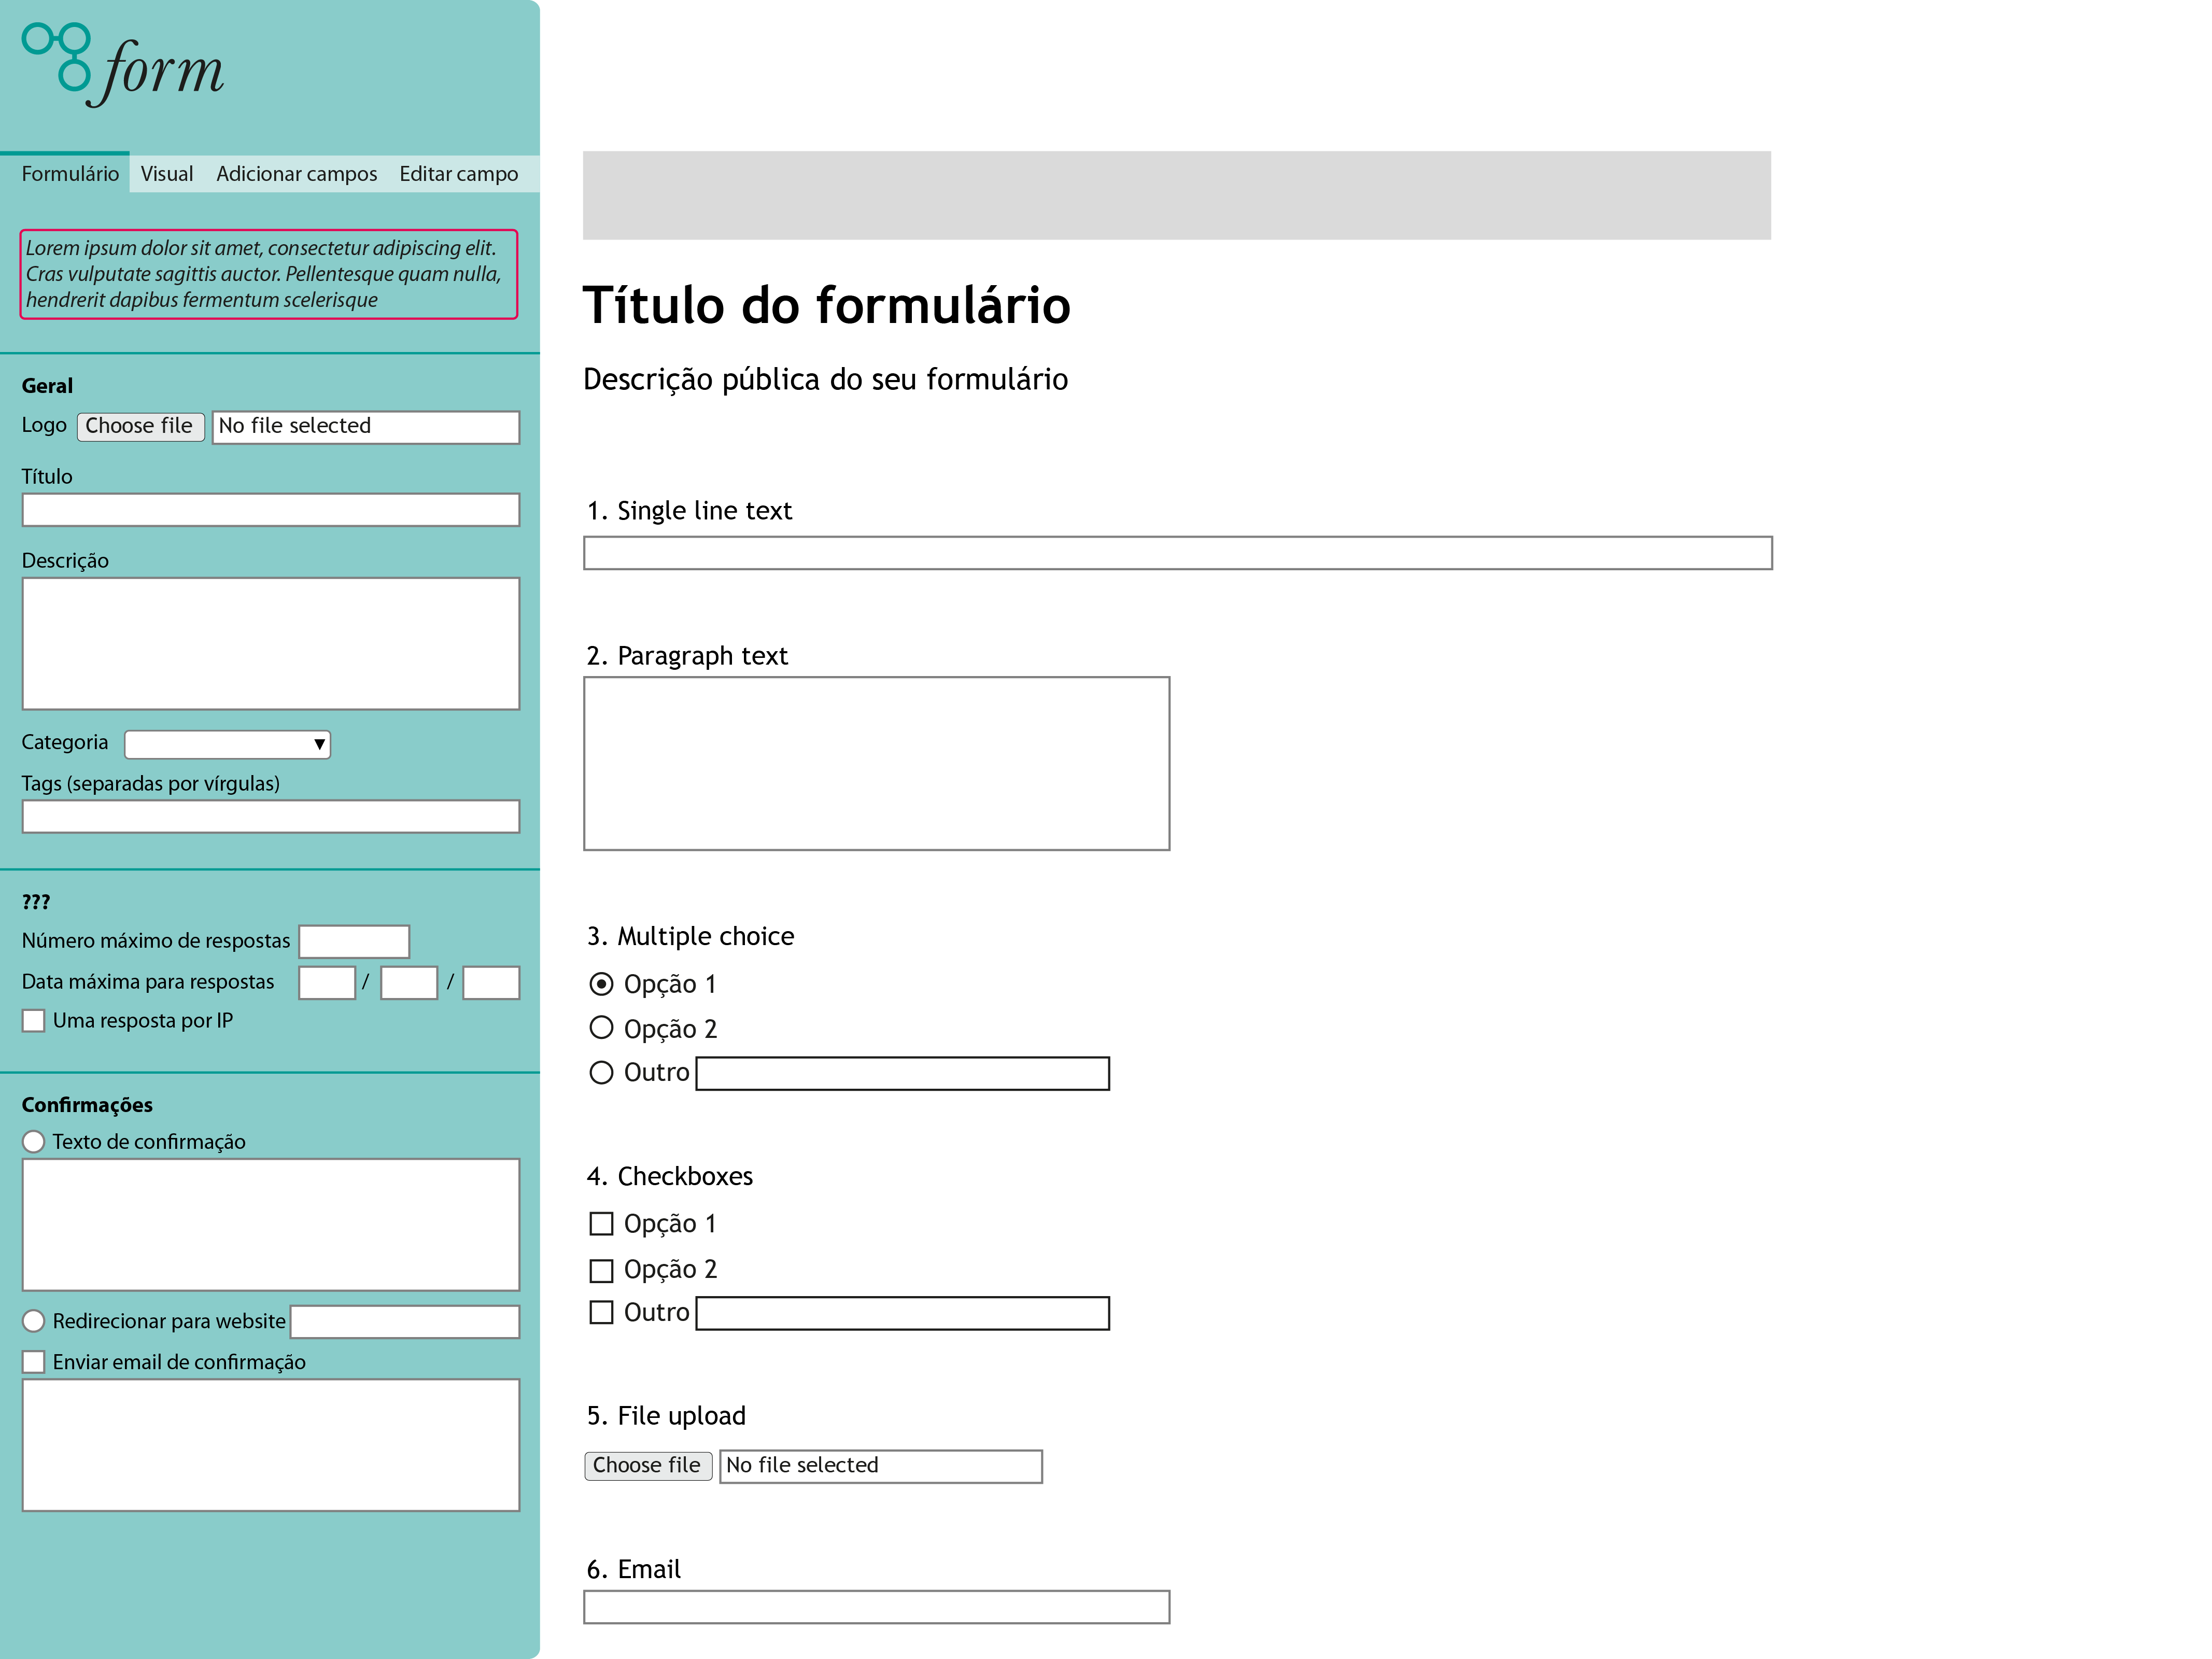 form
Formulário Visual Adicionar campos Editar campo
Lorem ipsum dolor sit amet, consectetur adipiscing elit.
Cras vulputate sagittis auctor. Pellentesque quam nulla,
hendrerit dapibus fermentum scelerisque
Geral
Logo Choose file No file selected
Título
Descrição
Categoria
Tags (separadas por vírgulas)
???
Número máximo de respostas
Data máxima para respostas / /
Uma resposta por IP
Confirmações
Texto de confirmação
Redirecionar para website
Enviar email de confirmação
Título do formulário
Descrição pública do seu formulário
1. Single line text
2. Paragraph text
3. Multiple choice
Opção 1
Opção 2
Outro
4. Checkboxes
Opção 1
Opção 2
Outro
5. File upload
Choose file No file selected
6. Email